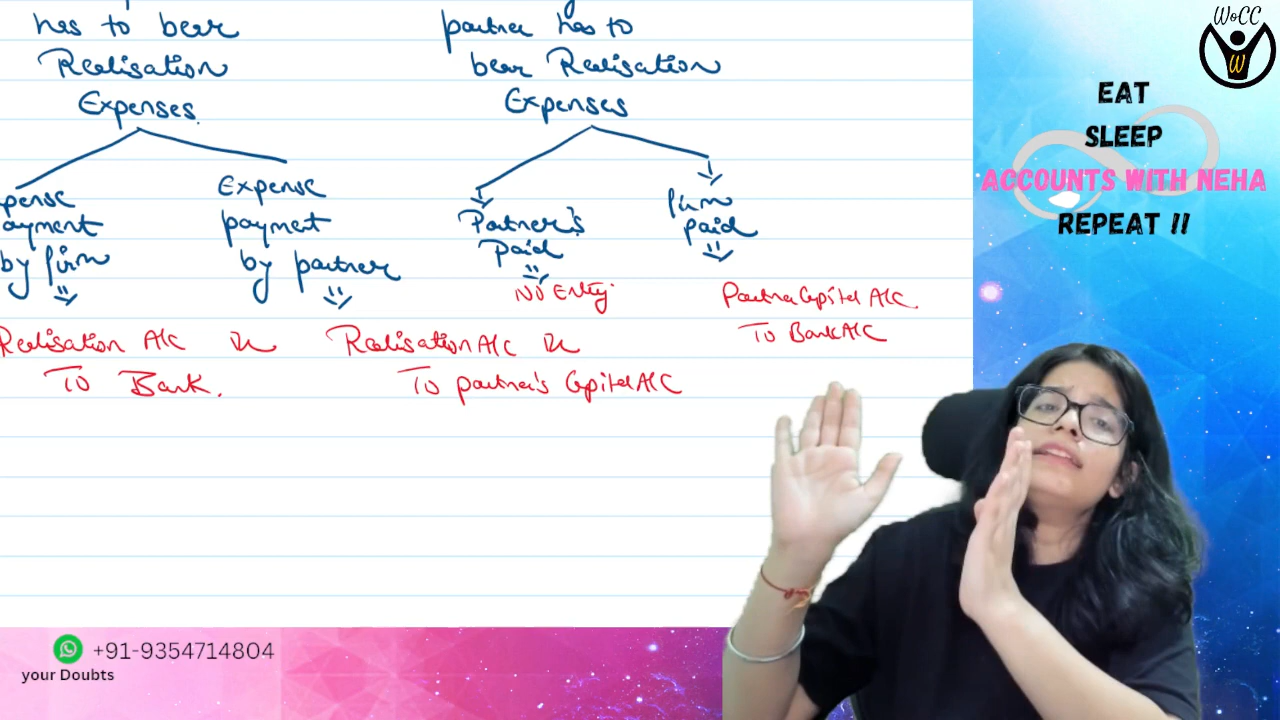 has to bear
Realisation
Expenses.
partner has to
bear Realisation
Expenses
pense
ayment
by firm
Expense
payment
by partner
Partner's
Paid
firm
paid
No Entry.
Partner Capital A/C.
To Bank A/C
Realisation A/C Dr
To Bank.
Realisation A/C Dr
To partner's Capital A/C
WoCC
W
EAT
SLEEP
ACCOUNTS WITH NEHA
REPEAT !!
+91-9354714804
your Doubts